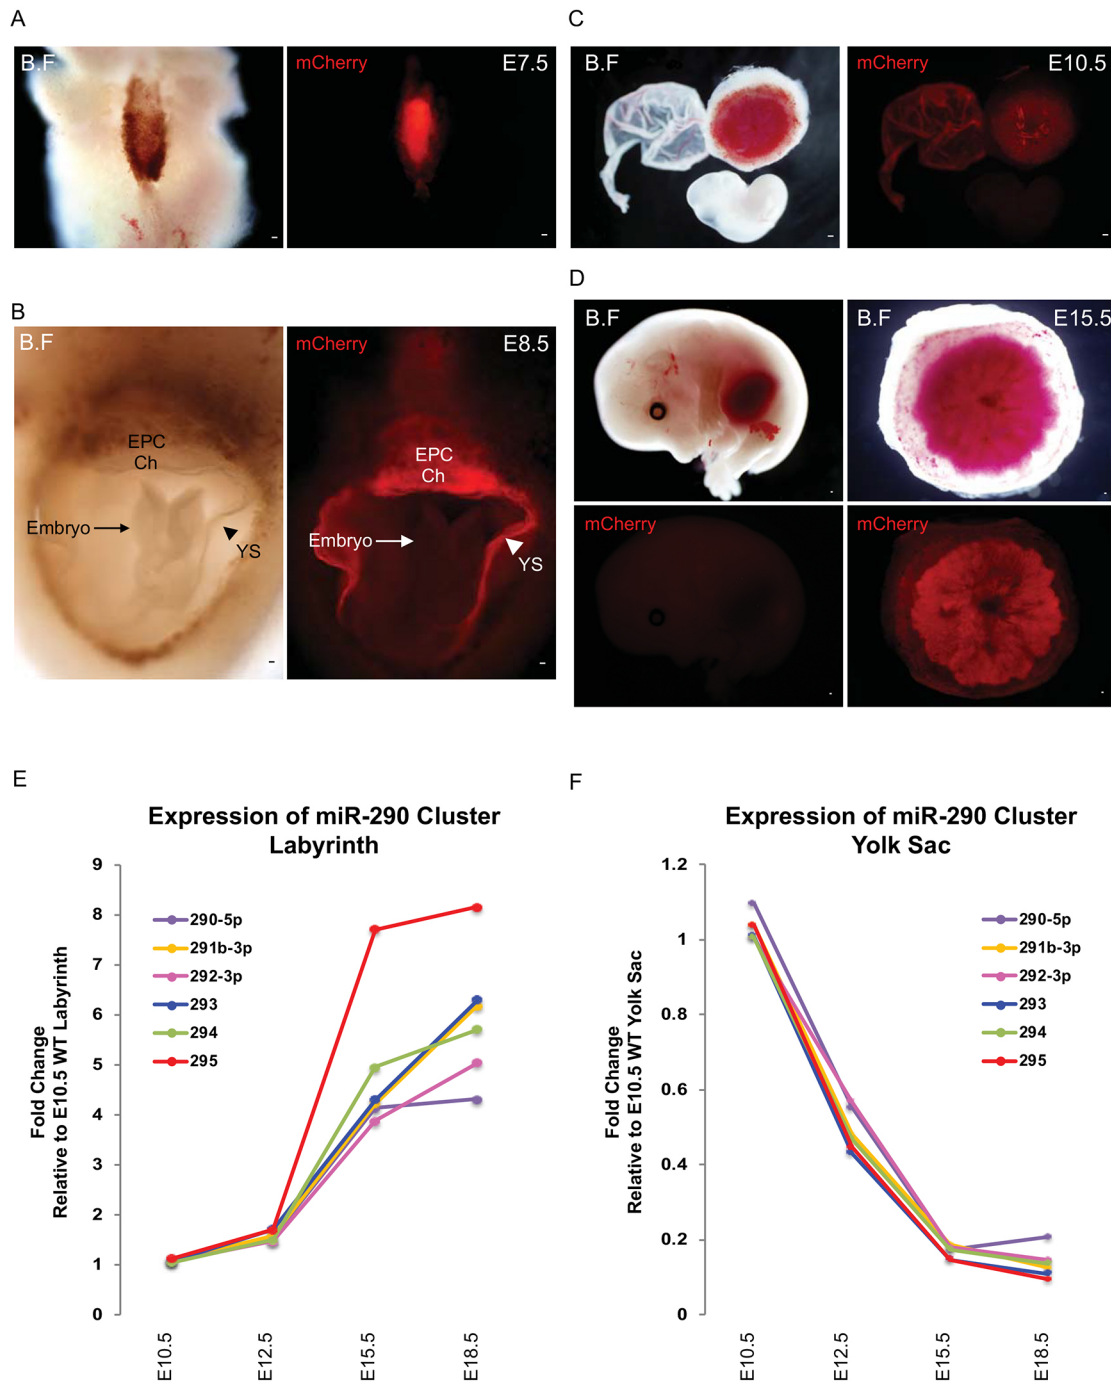 A
B.F
mCherry
E7.5
B
B.F
EPC
Ch
Embryo
YS
mCherry
E8.5
EPC
Ch
Embryo
YS
C
B.F
mCherry
E10.5
D
B.F
B.F
E15.5
mCherry
mCherry
E
Expression of miR-290 Cluster
Labyrinth
Fold Change
Relative to E10.5 WT Labyrinth
9
8
7
6
5
4
3
2
1
0
290-5p
291b-3p
292-3p
293
294
295
E10.5
E12.5
E15.5
E18.5
F
Expression of miR-290 Cluster
Yolk Sac
Fold Change
Relative to E10.5 WT Yolk Sac
1.2
1
0.8
0.6
0.4
0.2
0
290-5p
291b-3p
292-3p
293
294
295
E10.5
E12.5
E15.5
E18.5